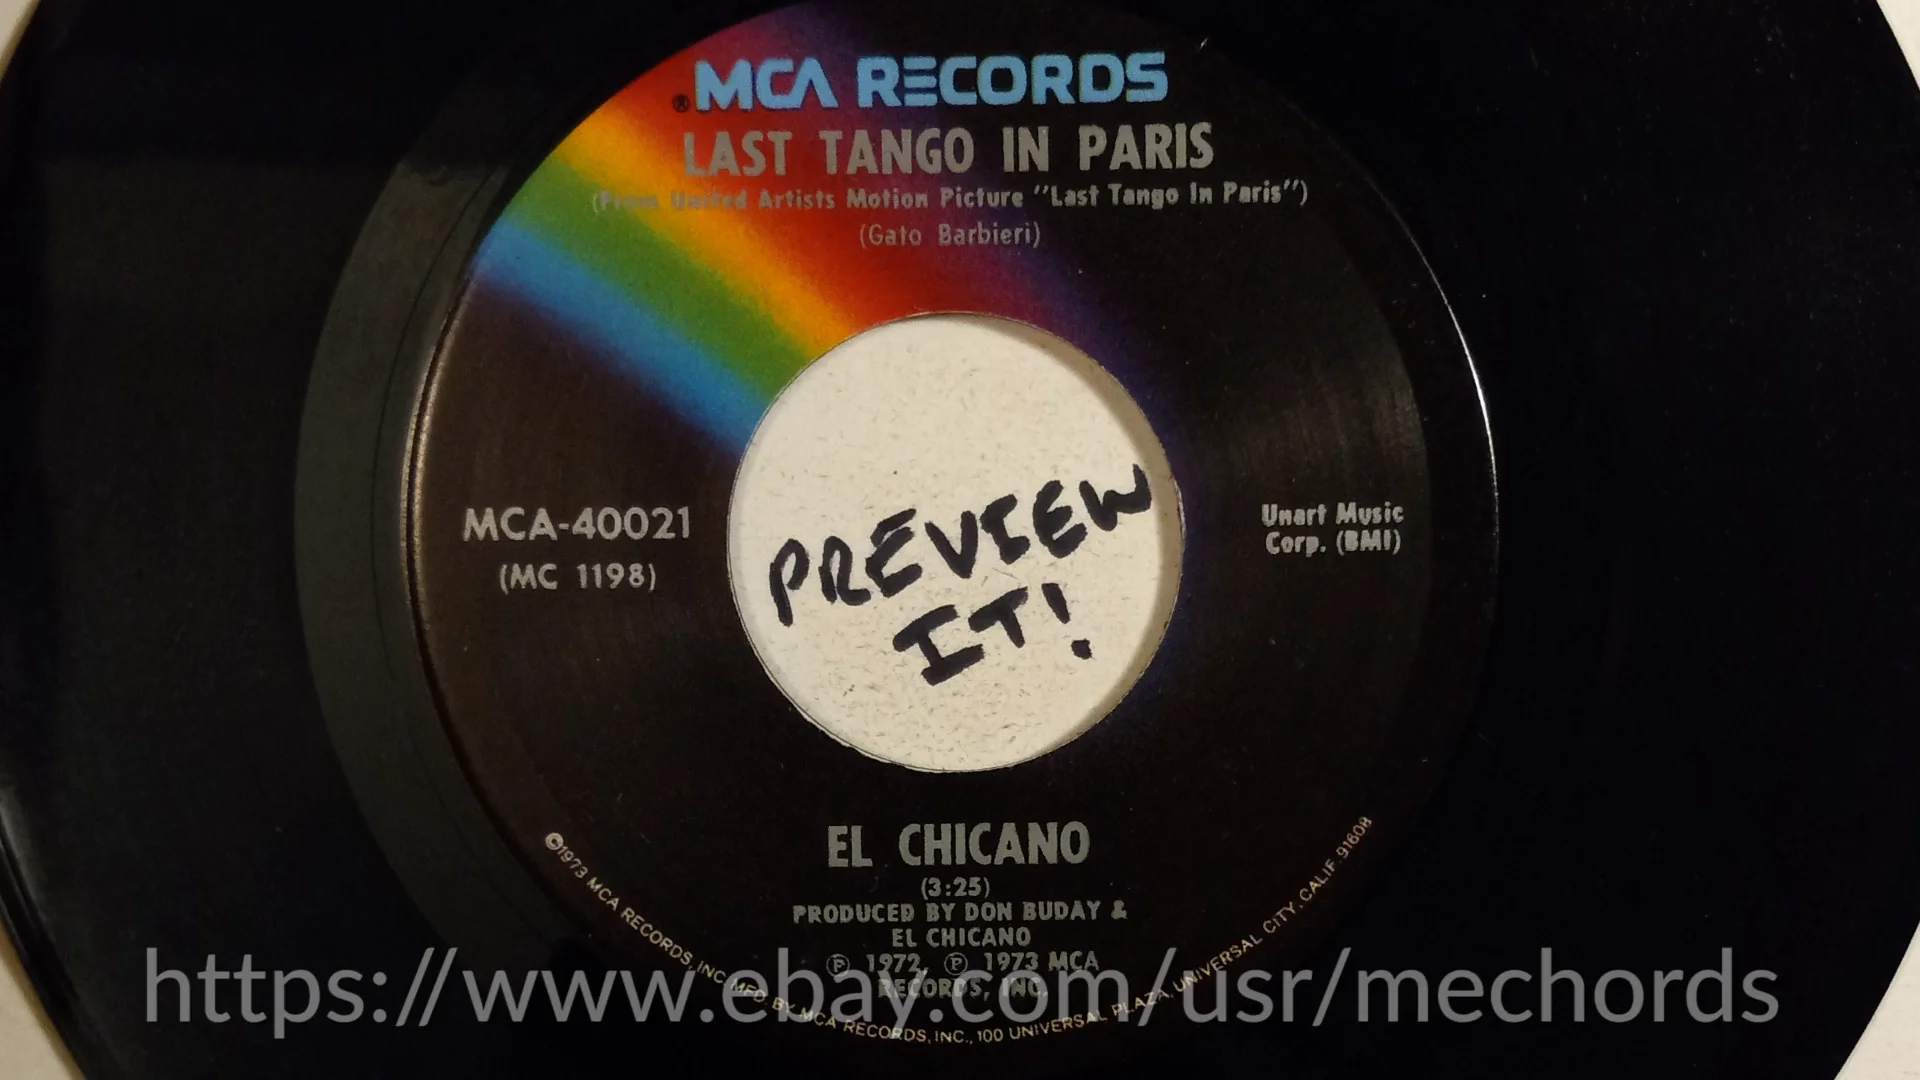 ® MCA RECORDS
LAST TANGO IN PARIS
(From United Artists Motion Picture "Last Tango In Paris")
(Gato Barbieri)
MCA-40021
(MC 1198)
Unart Music
Corp. (BMI)
PREVIEW
IT!
EL CHICANO
(3:25)
PRODUCED BY DON BUDAY &
EL CHICANO
℗ 1972, ℗ 1973 MCA
RECORDS, INC.
©1973 MCA RECORDS, INC. MFD. BY MCA RECORDS, INC., 100 UNIVERSAL PLAZA, UNIVERSAL CITY, CALIF. 91608
https://www.ebay.com/usr/mechords